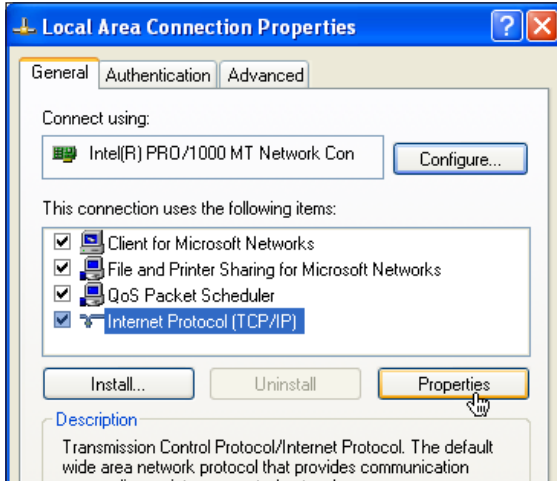 Local Area Connection Properties
General Authentication Advanced
Connect using:
Intel(R) PRO/1000 MT Network Con
Configure...
This connection uses the following items:
Client for Microsoft Networks
File and Printer Sharing for Microsoft Networks
QoS Packet Scheduler
Internet Protocol (TCP/IP)
Install... Uninstall Properties
Description
Transmission Control Protocol/Internet Protocol. The default
wide area network protocol that provides communication